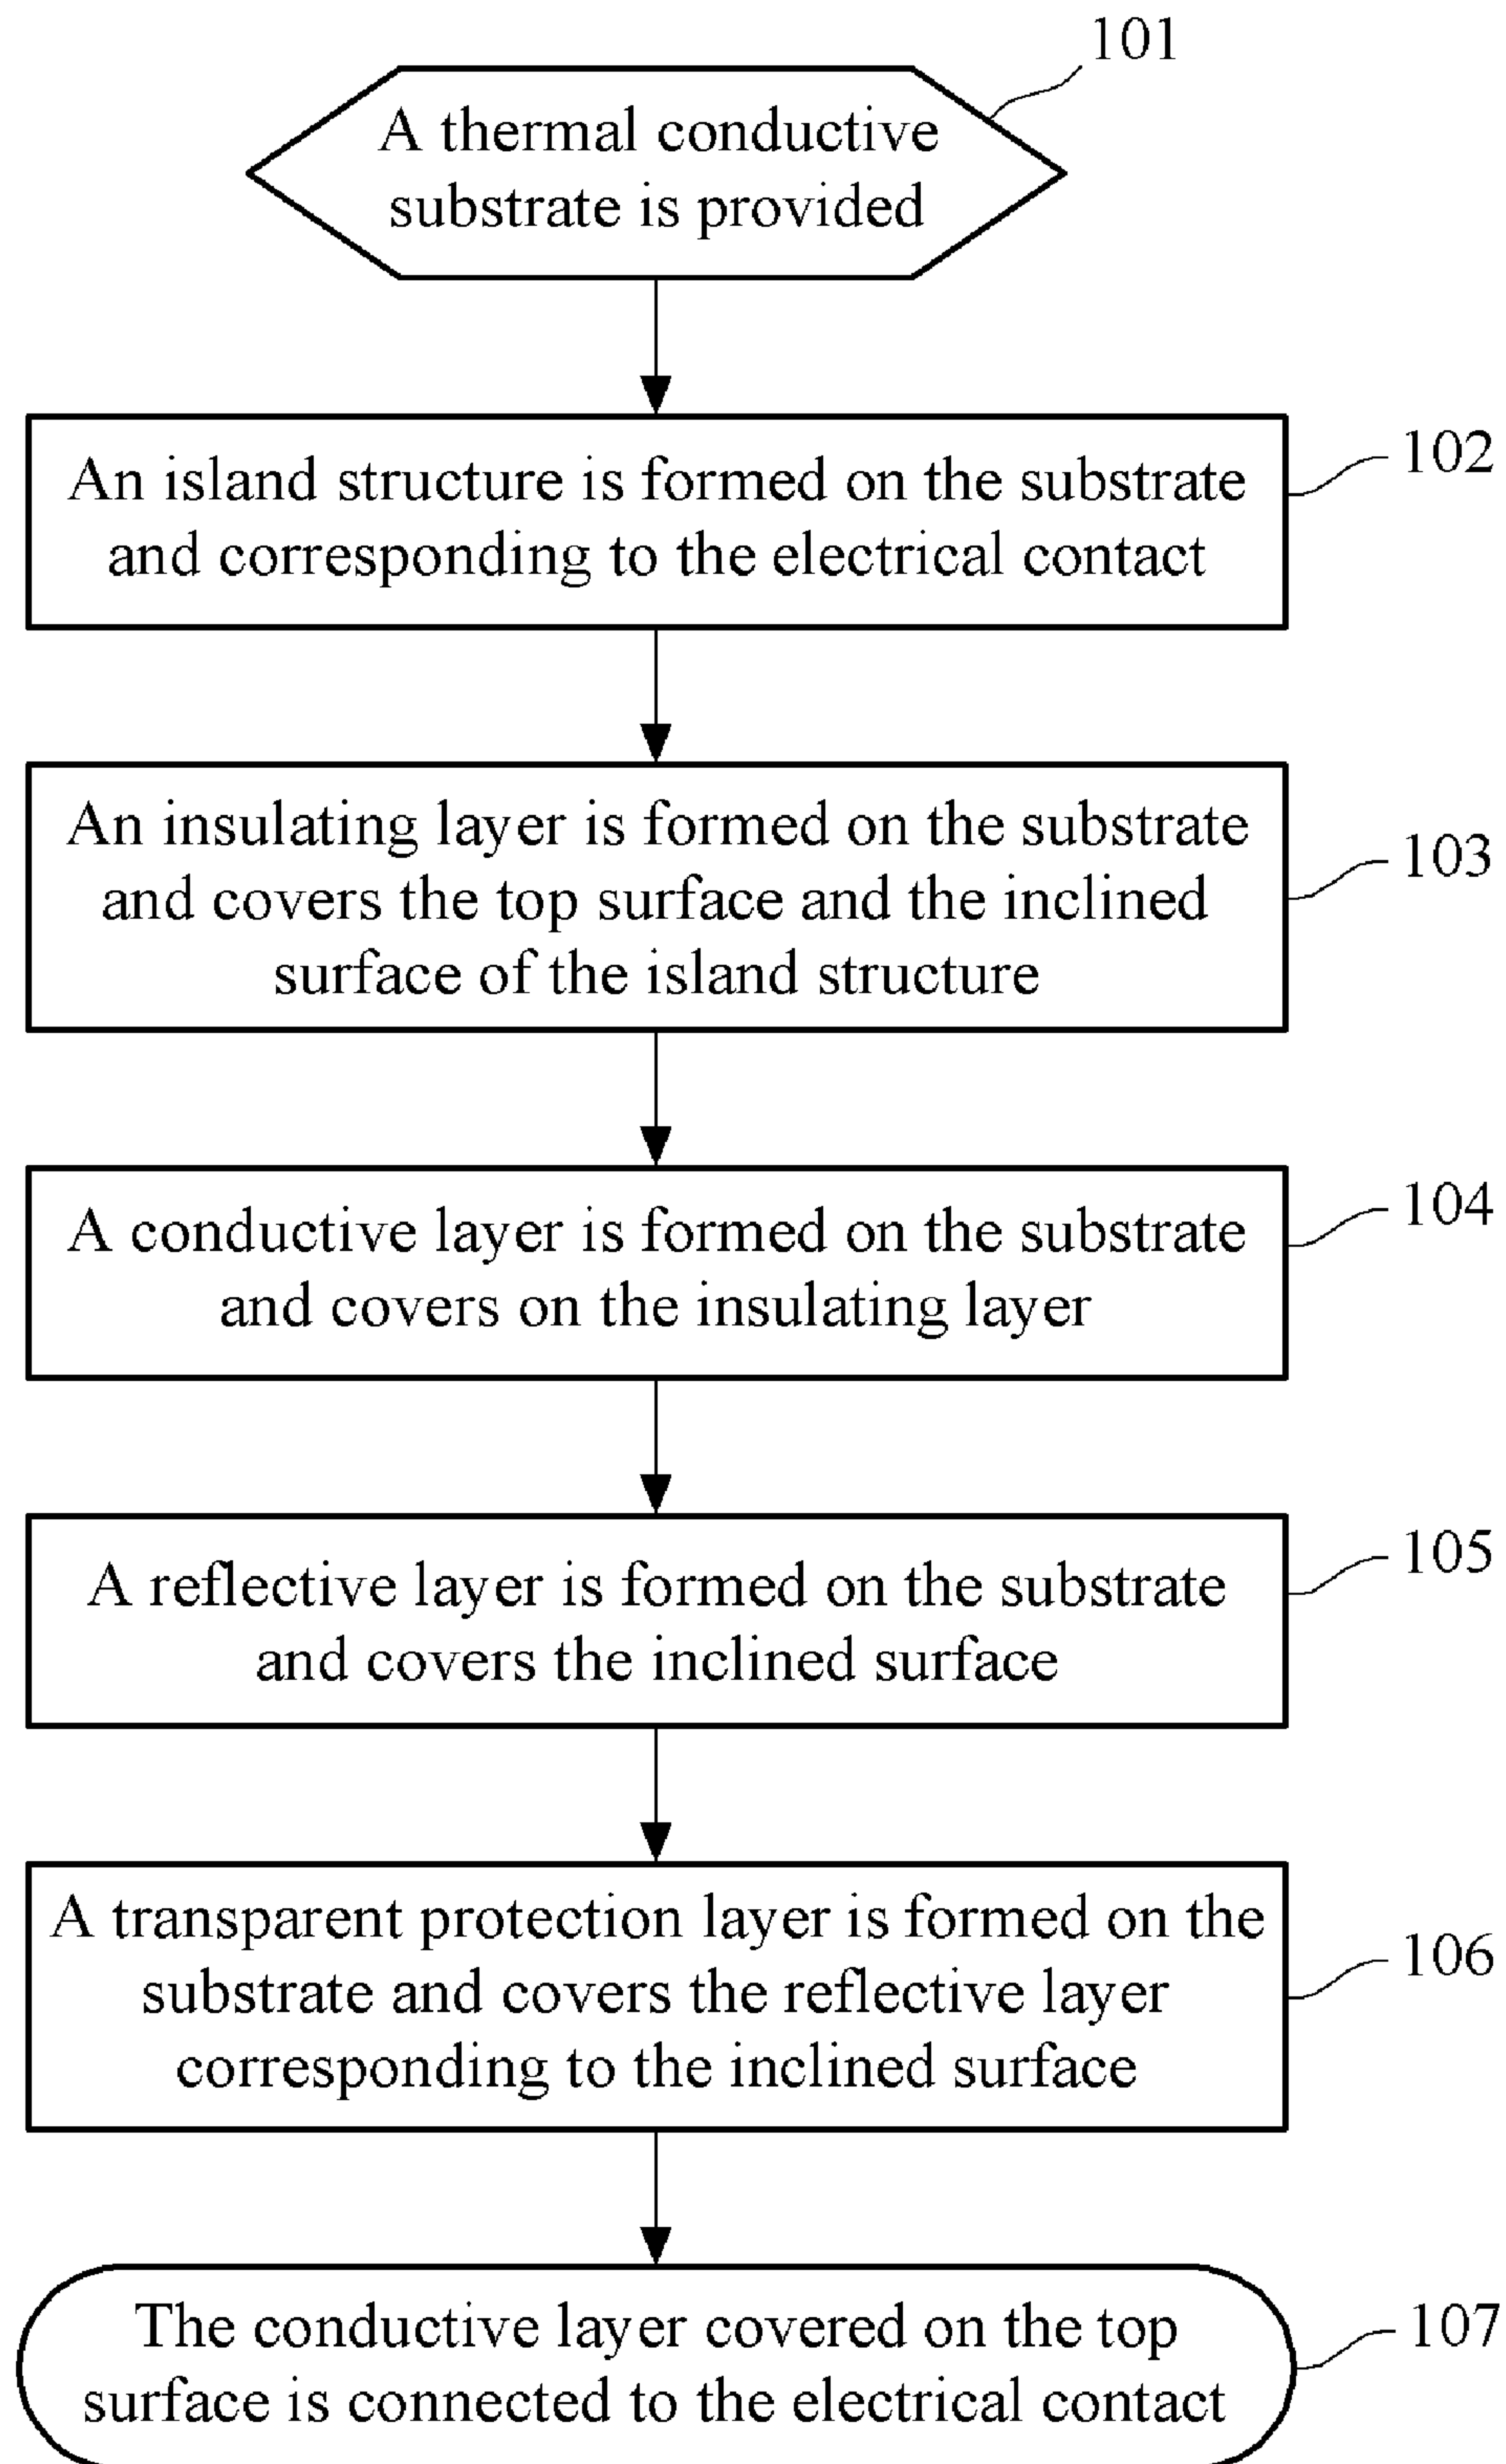 101
A thermal conductive
substrate is provided
102
An island structure is formed on the substrate
and corresponding to the electrical contact
103
An insulating layer is formed on the substrate
and covers the top surface and the inclined
surface of the island structure
104
A conductive layer is formed on the substrate
and covers on the insulating layer
105
A reflective layer is formed on the substrate
and covers the inclined surface
106
A transparent protection layer is formed on the
substrate and covers the reflective layer
corresponding to the inclined surface
107
The conductive layer covered on the top
surface is connected to the electrical contact